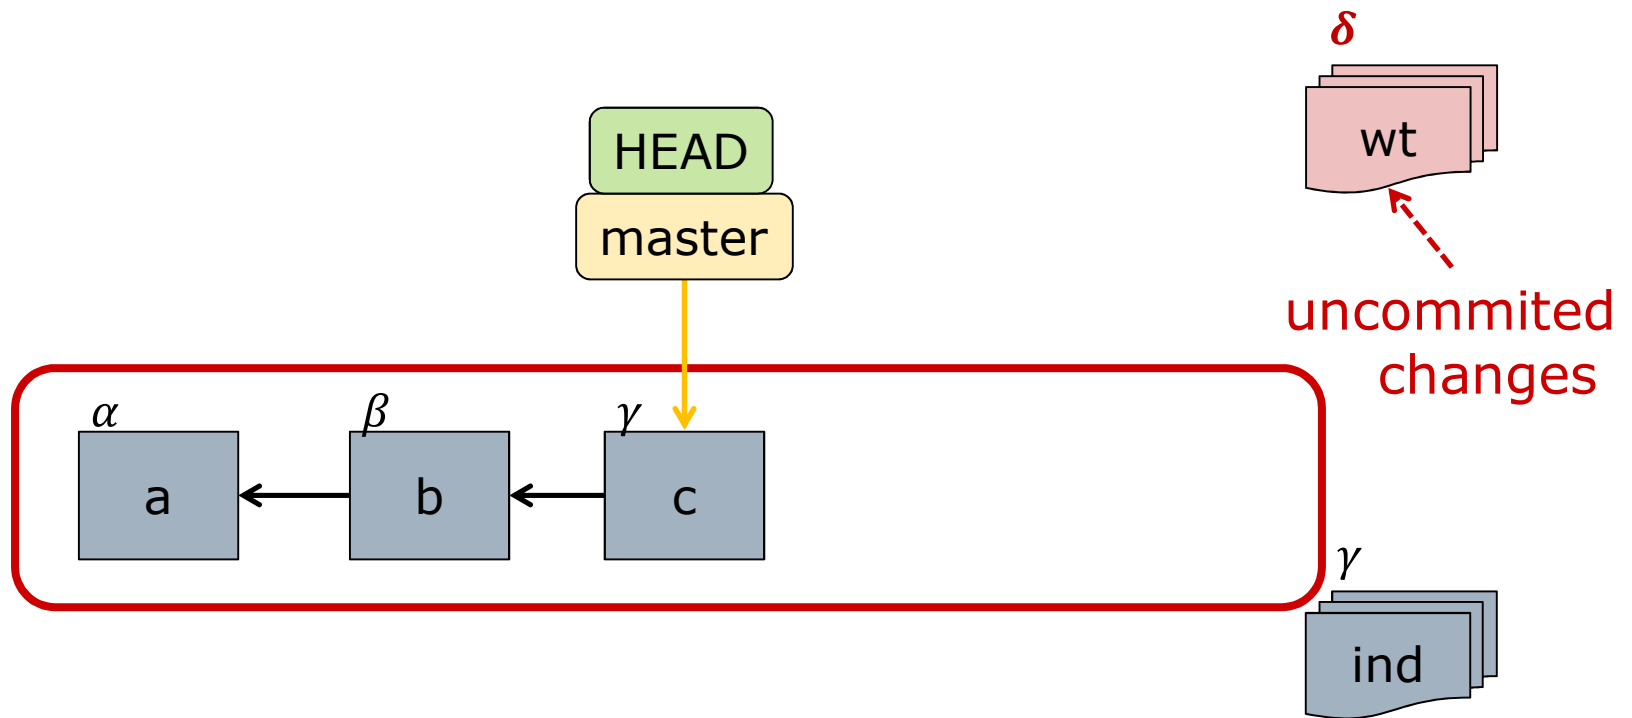 δ
wt
HEAD
master
uncommited
changes
α
β
γ
a
b
c
γ
ind